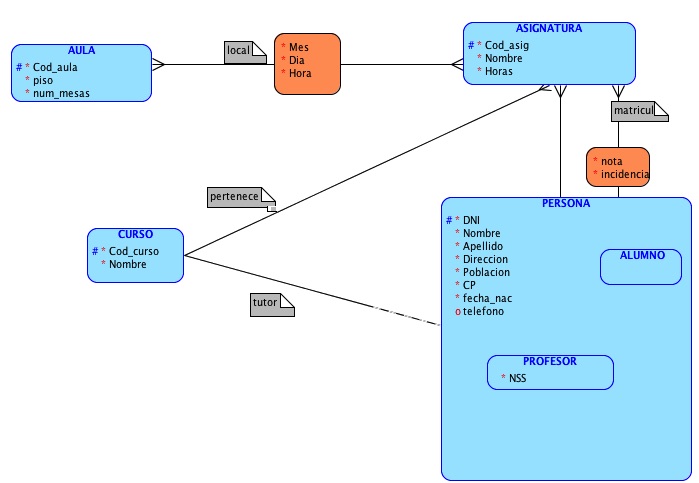 AULA
# * Cod_aula
* piso
* num_mesas
local
* Mes
* Dia
* Hora
ASIGNATURA
# * Cod_asig
* Nombre
* Horas
matricul
* nota
* incidencia
pertenece
CURSO
# * Cod_curso
* Nombre
tutor
PERSONA
# * DNI
* Nombre
* Apellido
* Direccion
* Poblacion
* CP
* fecha_nac
o telefono
ALUMNO
PROFESOR
* NSS